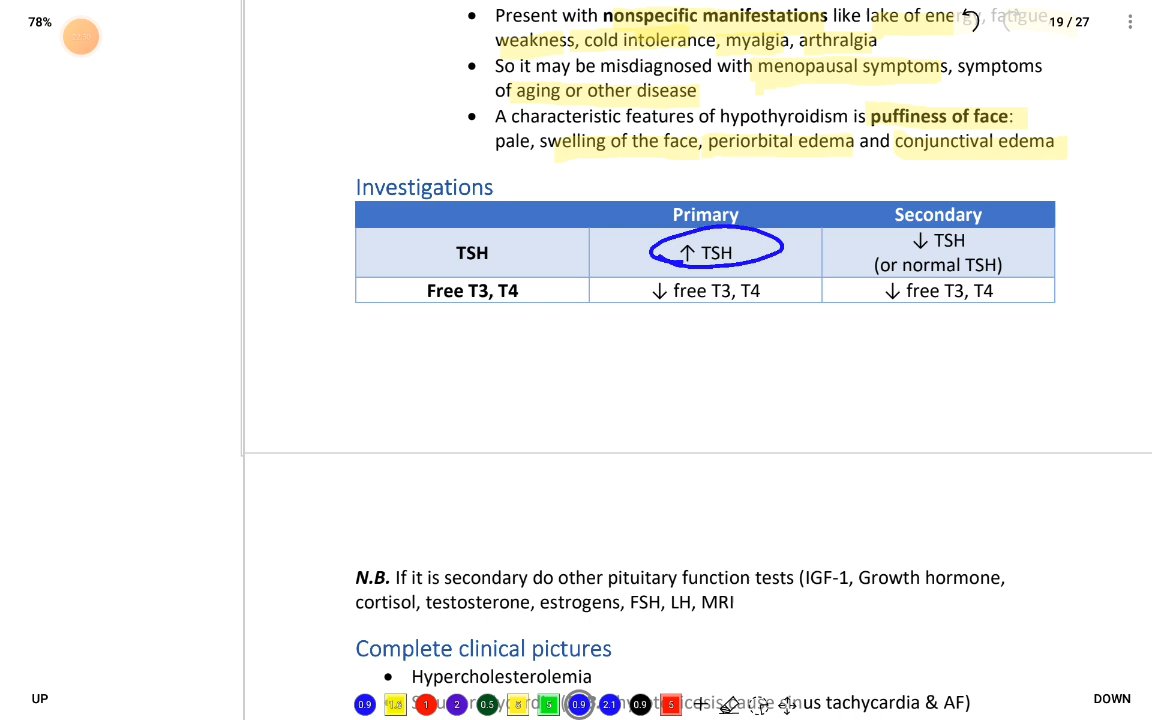 78%
19 / 27
• Present with nonspecific manifestations like lake of energy, fatigue
weakness, cold intolerance, myalgia, arthralgia
• So it may be misdiagnosed with menopausal symptoms, symptoms
of aging or other disease
• A characteristic features of hypothyroidism is puffiness of face:
pale, swelling of the face, periorbital edema and conjunctival edema
Investigations
Primary Secondary
TSH ↑ TSH ↓ TSH
(or normal TSH)
Free T3, T4 ↓ free T3, T4 ↓ free T3, T4
N.B. If it is secondary do other pituitary function tests (IGF-1, Growth hormone,
cortisol, testosterone, estrogens, FSH, LH, MRI
Complete clinical pictures
• Hypercholesterolemia
tachycardia & AF)
UP
0.9 1 2 0.5 5 0.9 2.1 0.9 5 +
DOWN